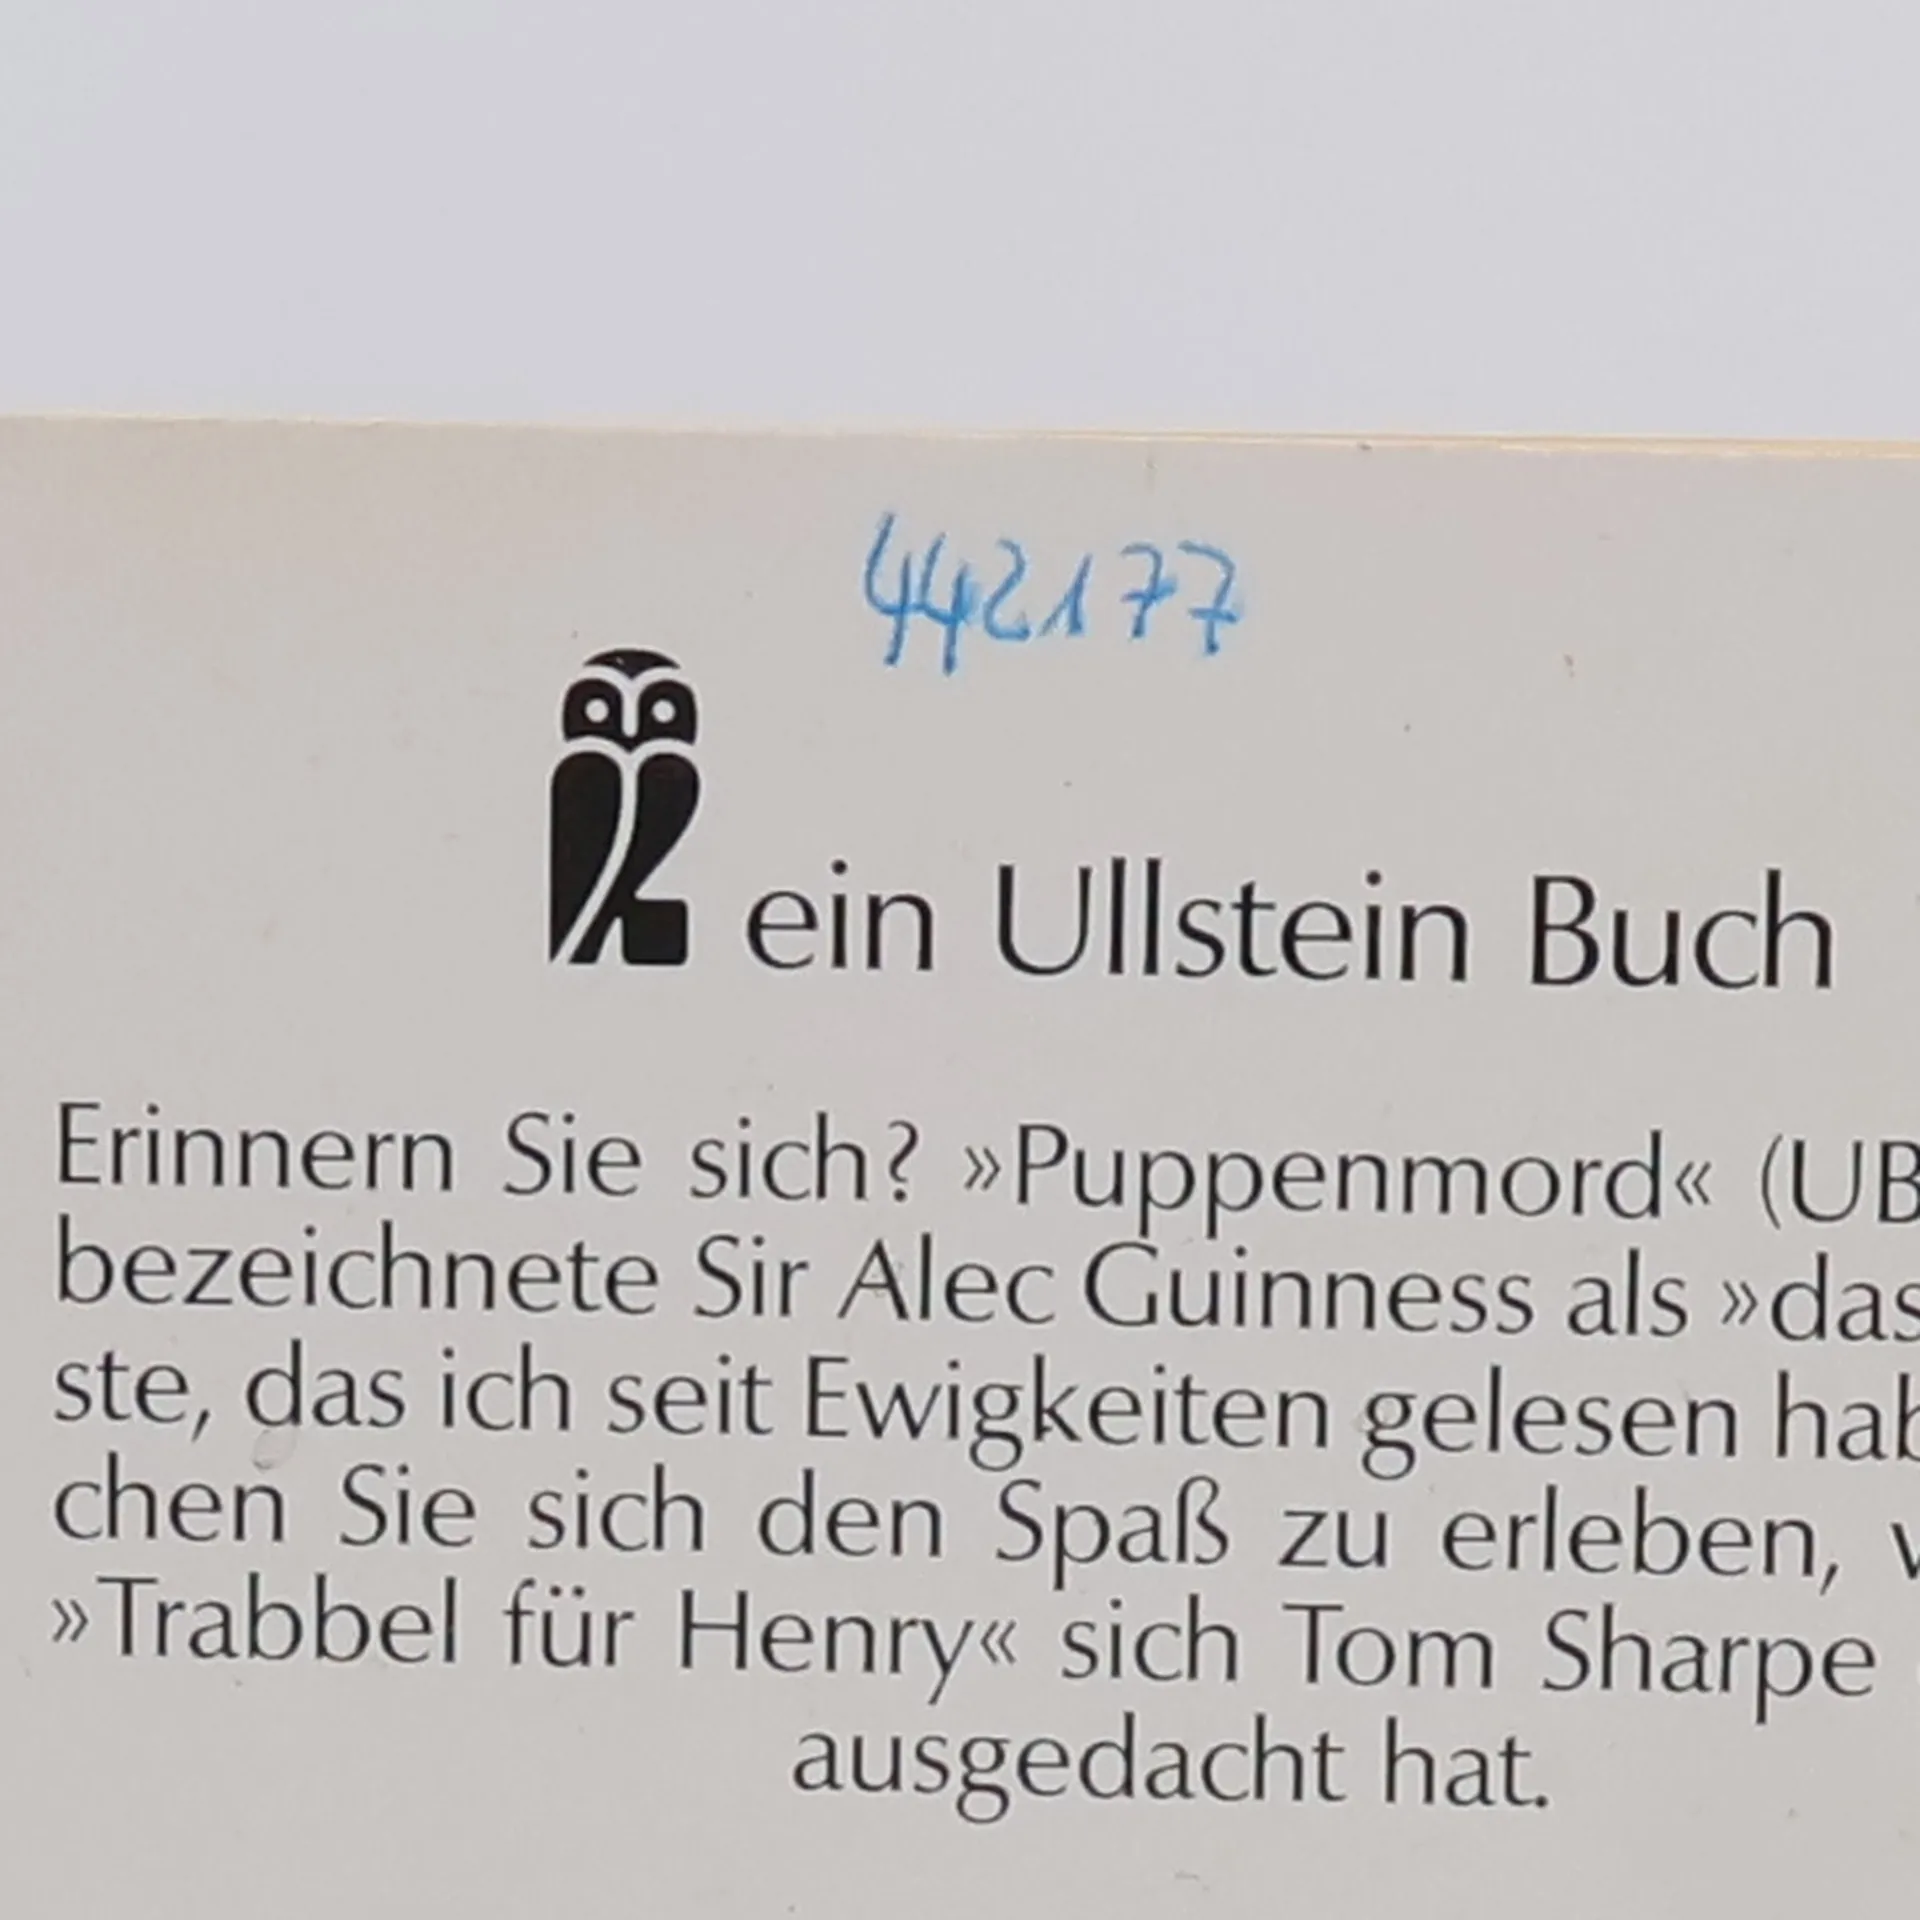 442177
ein Ullstein Buch
Erinnern Sie sich? »Puppenmord« (UB
bezeichnete Sir Alec Guinness als »das
ste, das ich seit Ewigkeiten gelesen hab
chen Sie sich den Spaß zu erleben,
»Trabbel für Henry« sich Tom Sharpe
ausgedacht hat.